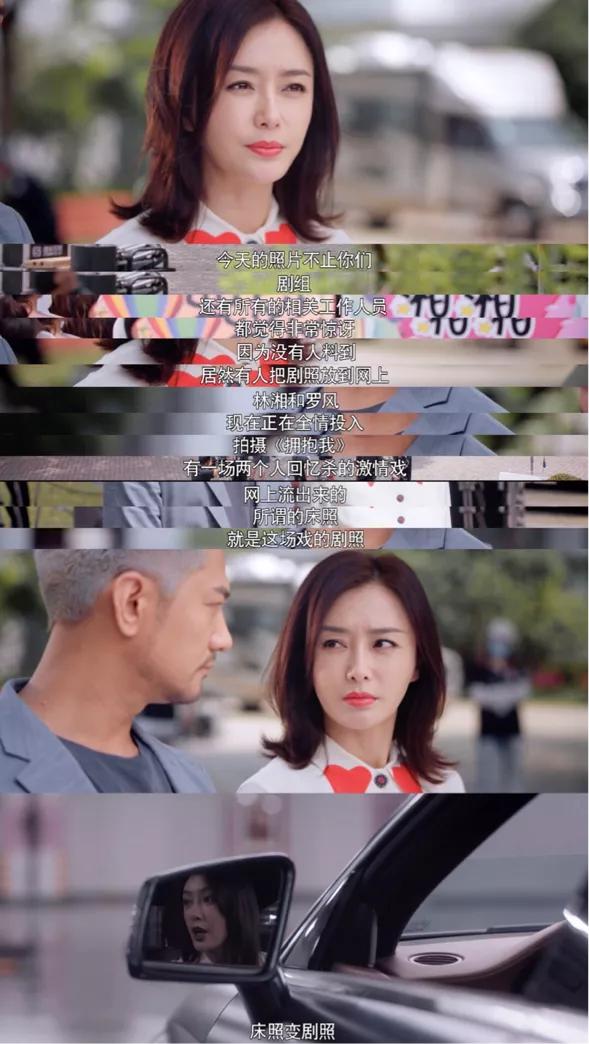 今天的照片不止你们
剧组
还有所有的相关工作人员
都觉得非常惊讶
因为没有人料到
居然有人把剧照放到网上
林湘和罗风
现在正在全情投入
拍摄《拥抱我》
有一场两个人回忆杀的激情戏
网上流出来的
所谓的床照
就是这场戏的剧照
床照变剧照